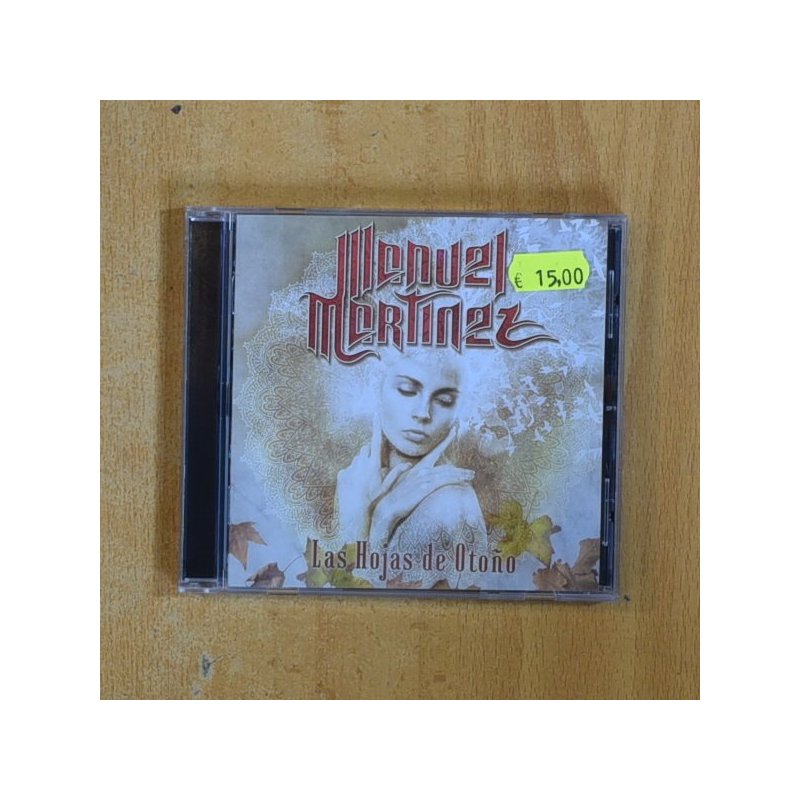 Manuel
Martinez
€ 15,00
Las Hojas de Otoño